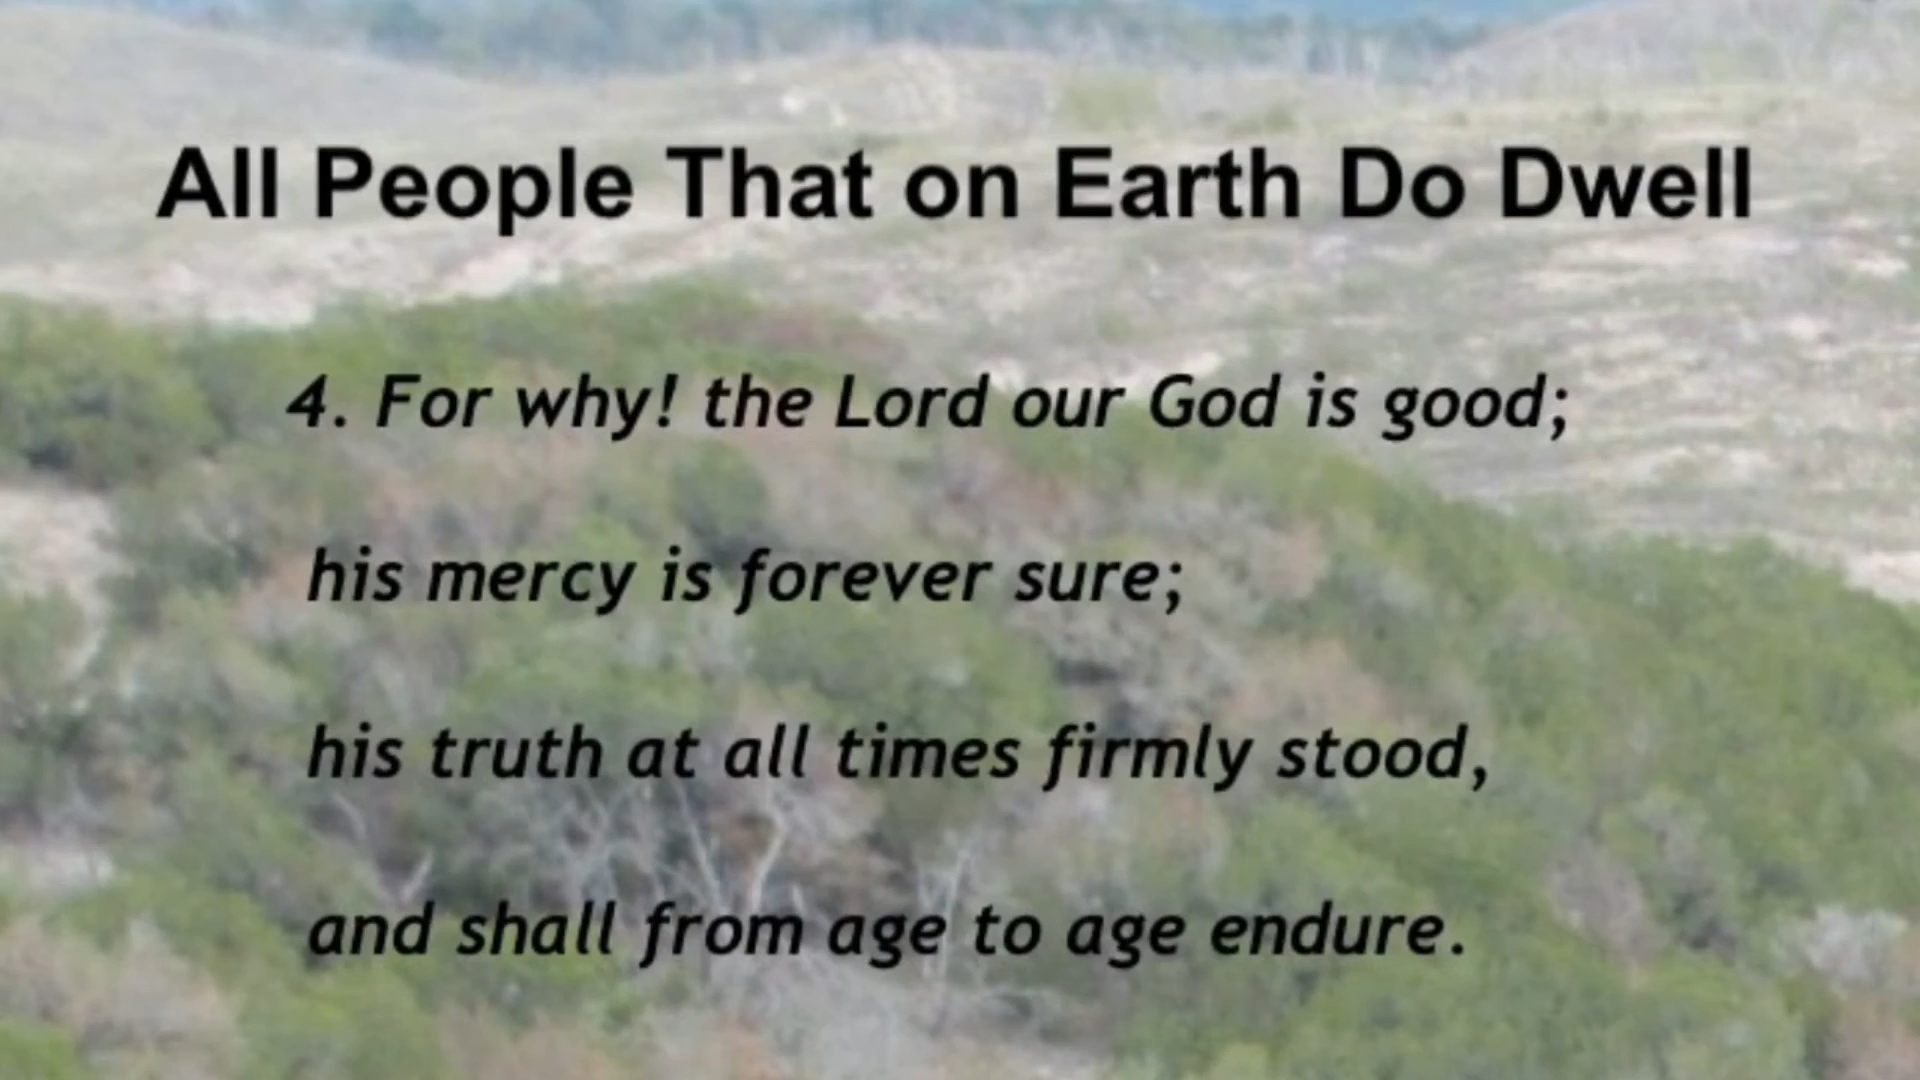 All People That on Earth Do Dwell
4. For why! the Lord our God is good;
his mercy is forever sure;
his truth at all times firmly stood,
and shall from age to age endure.